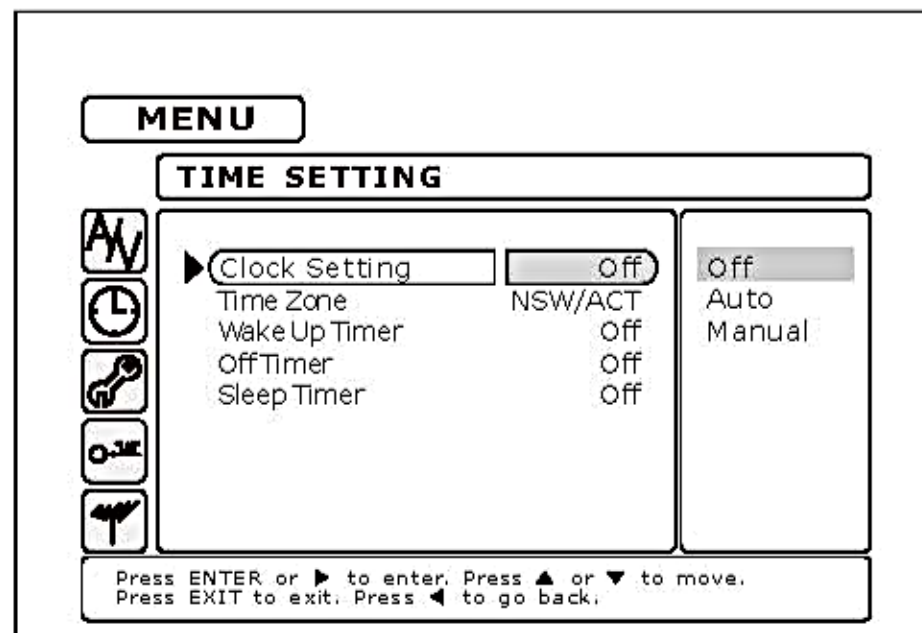 MENU
TIME SETTING
Clock Setting Off Off
Time Zone NSW/ACT Auto
Wake Up Timer Off Manual
Off Timer Off
Sleep Timer Off
Press ENTER or ▶ to enter. Press ▲ or ▼ to move.
Press EXIT to exit. Press ◀ to go back.